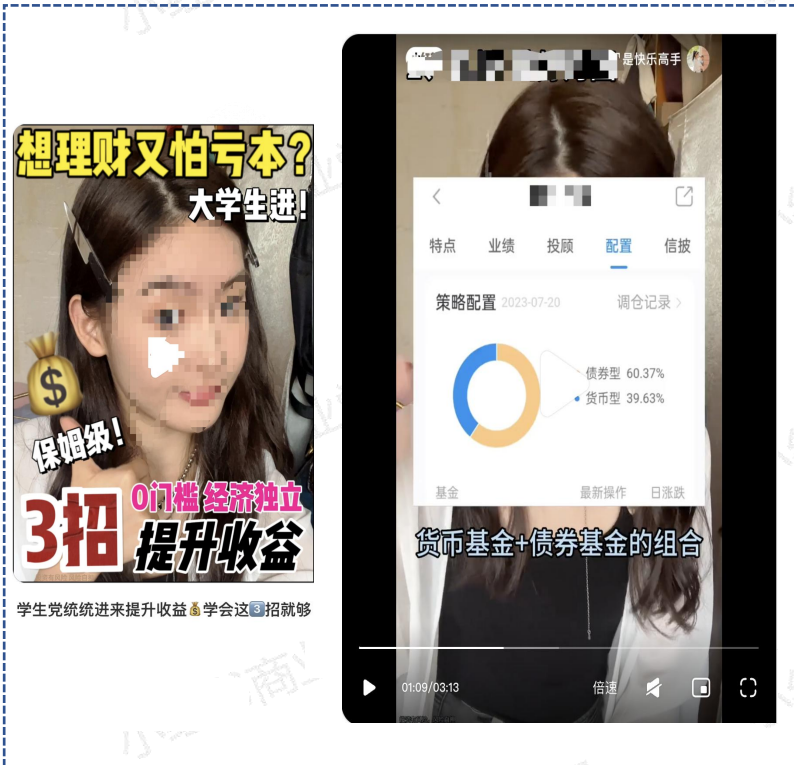 想理财又怕亏本?
大学生进!
保姆级!
3招
0门槛 经济独立
提升收益
学生党统统进来提升收益💰学会这3️⃣招就够
是快乐高手
特点 业绩 投顾 配置 信披
策略配置 2023-07-20 调仓记录 >
债券型 60.37%
货币型 39.63%
基金 最新操作 日涨跌
货币基金+债券基金的组合
01:09/03:13 倍速